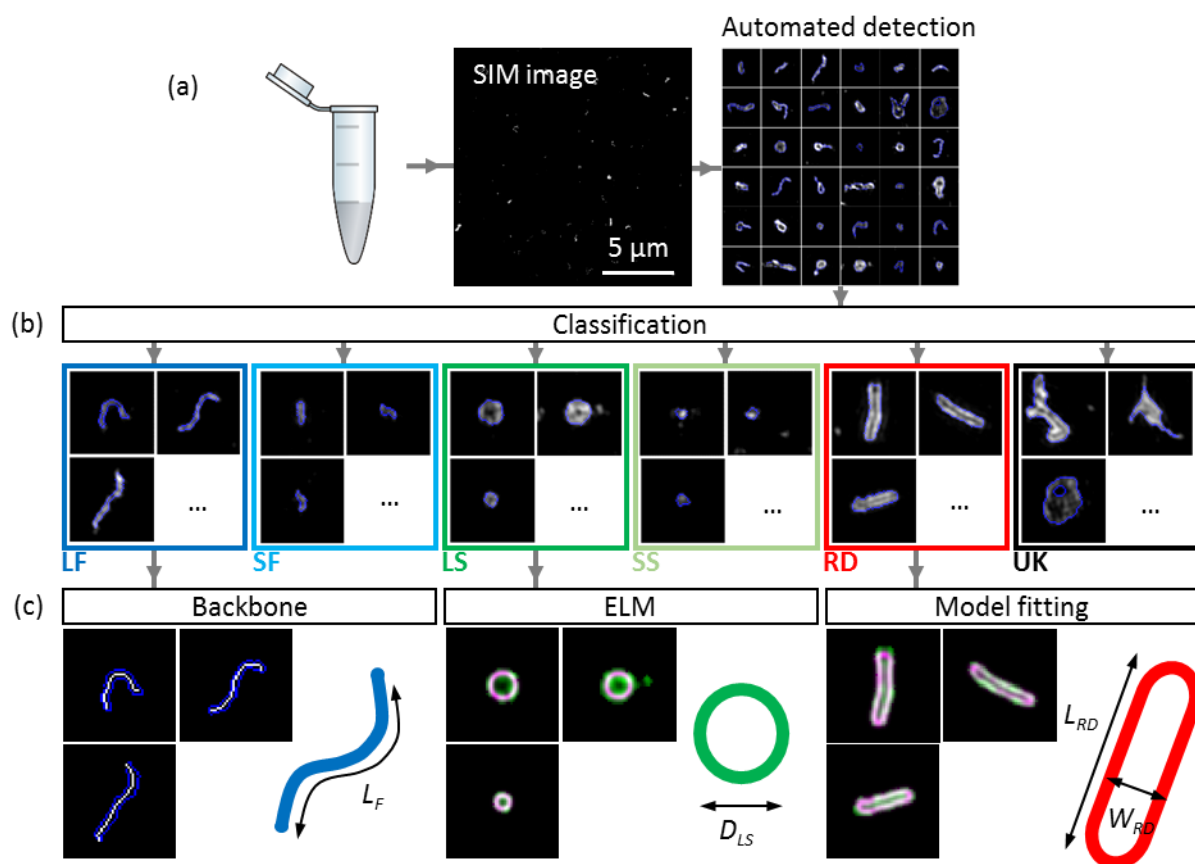 Automated detection
(a)
SIM image
5 µm
(b)
Classification
...
...
...
...
...
...
LF
SF
LS
SS
RD
UK
(c)
Backbone
ELM
Model fitting
L_F
D_LS
L_RD
W_RD